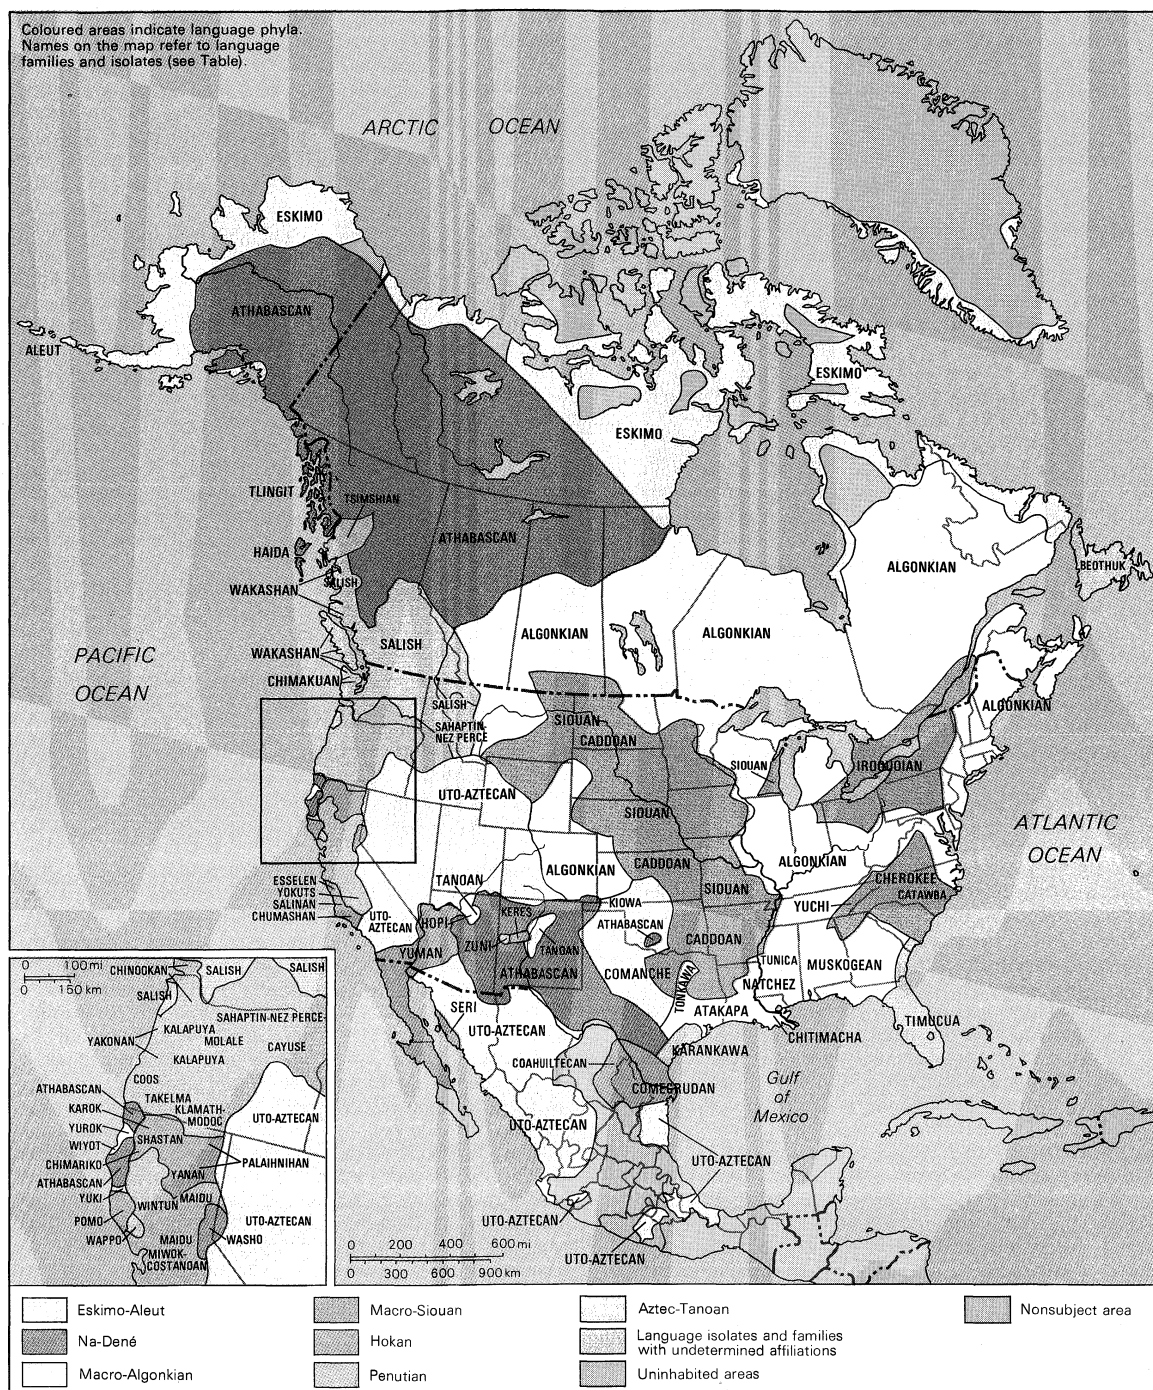 Coloured areas indicate language phyla.
Names on the map refer to language
families and isolates (see Table).
ARCTIC OCEAN
ESKIMO
ATHABASCAN
ALEUT
ESKIMO
ESKIMO
TLINGIT
TSIMSHIAN
HAIDA
ATHABASCAN
WAKASHAN
SALISH
ALGONKIAN
BEOTHUK
PACIFIC
OCEAN
WAKASHAN
SALISH
ALGONKIAN
ALGONKIAN
CHIMAKUAN
SALISH
SAHAPTIN-
NEZ PERCE
SIOUAN
CADDOAN
ALGONKIAN
SIOUAN
IROQUOIAN
UTO-AZTECAN
SIOUAN
ATLANTIC
OCEAN
ALGONKIAN
CADDOAN
ALGONKIAN
TANOAN
SIOUAN
CHEROKEE
CATAWBA
ESSELEN
YOKUTS
SALINAN
CHUMASHAN
UTO-
AZTECAN
HOPI
KERES
KIOWA
YUCHI
ATHABASCAN
YUMAN
ZUNI
TANOAN
CADDOAN
ATHABASCAN
COMANCHE
TONKAWA
TUNICA
MUSKOGEAN
NATCHEZ
SERI
ATAKAPA
CHITIMACHA
TIMUCUA
UTO-AZTECAN
KARANKAWA
COAHUILTECAN
COMECRUDAN
Gulf
of
Mexico
UTO-AZTECAN
UTO-AZTECAN
UTO-AZTECAN
UTO-AZTECAN
0 200 400 600 mi
0 300 600 900 km
0 100 mi
0 150 km
CHINOOKAN
SALISH
SALISH
SALISH
SAHAPTIN-NEZ PERCE
KALAPUYA
YAKONAN
MOLALE
CAYUSE
KALAPUYA
COOS
ATHABASCAN
TAKELMA
KAROK
KLAMATH-
MODOC
UTO-AZTECAN
YUROK
WIYOT
SHASTAN
CHIMARIKO
PALAIHNIHAN
ATHABASCAN
YANAN
YUKI
WINTUN
MAIDU
POMO
UTO-AZTECAN
WAPPO
MAIDU
WASHO
MIWOK-
COSTANOAN
Eskimo-Aleut
Na-Dené
Macro-Algonkian
Macro-Siouan
Hokan
Penutian
Aztec-Tanoan
Language isolates and families
with undetermined affiliations
Uninhabited areas
Nonsubject area